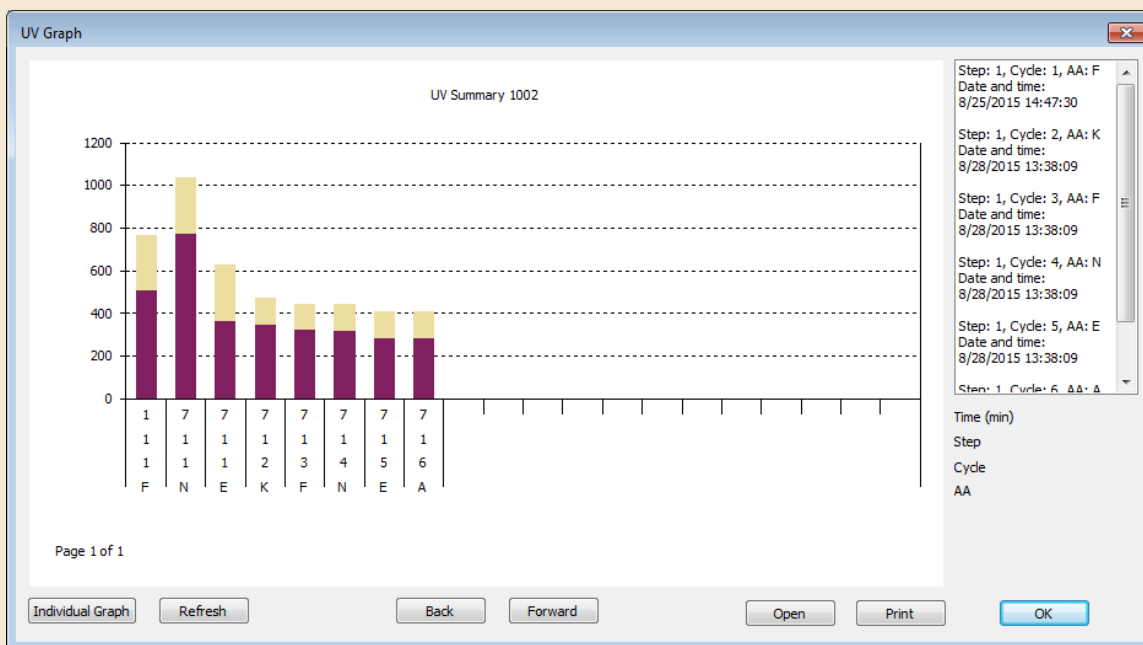 UV Graph
UV Summary 1002
1200
1000
800
600
400
200
0
1 7 7 7 7 7 7 7
1 1 1 1 1 1 1 1
1 1 1 2 3 4 5 6
F N E K F N E A
Page 1 of 1
Step: 1, Cycle: 1, AA: F
Date and time:
8/25/2015 14:47:30
Step: 1, Cycle: 2, AA: K
Date and time:
8/28/2015 13:38:09
Step: 1, Cycle: 3, AA: F
Date and time:
8/28/2015 13:38:09
Step: 1, Cycle: 4, AA: N
Date and time:
8/28/2015 13:38:09
Step: 1, Cycle: 5, AA: E
Date and time:
8/28/2015 13:38:09
Step: 1, Cycle: 6, AA: A
Time (min)
Step
Cycle
AA
Individual Graph
Refresh
Back
Forward
Open
Print
OK